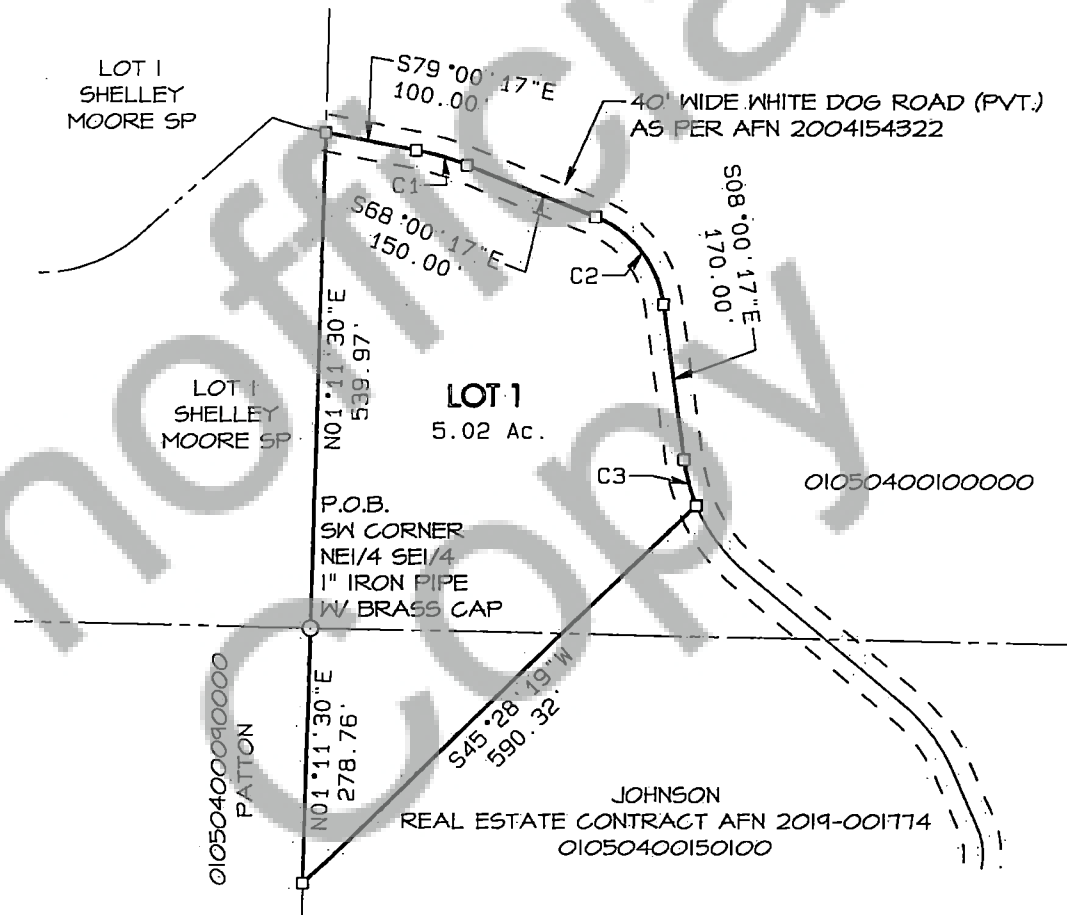 LOT 1
SHELLEY
MOORE SP
S79°00'17"E
100.00'
40' WIDE WHITE DOG ROAD (PVT.)
AS PER AFN 2004154322
C1
S68°00'17"E
150.00'
C2
S08°00'17"E
170.00'
N01°11'30"E
539.97'
LOT 1
SHELLEY
MOORE SP
LOT 1
5.02 Ac.
C3
01050400100000
P.O.B.
SW CORNER
NE1/4 SE1/4
1" IRON PIPE
W/ BRASS CAP
01050400090000
PATTON
N01°11'30"E
278.76'
S45°28'19"W
590.32'
JOHNSON
REAL ESTATE CONTRACT AFN 2019-001774
01050400150100
Copy